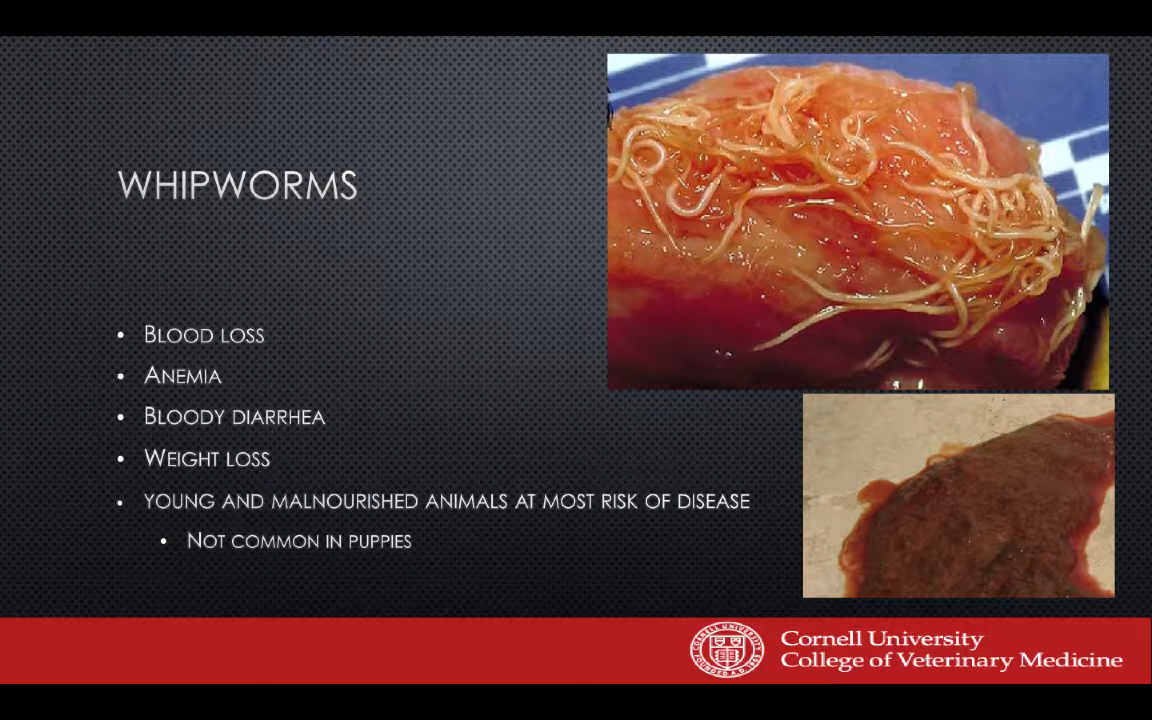 WHIPWORMS
• BLOOD LOSS
• ANEMIA
• BLOODY DIARRHEA
• WEIGHT LOSS
• YOUNG AND MALNOURISHED ANIMALS AT MOST RISK OF DISEASE
• NOT COMMON IN PUPPIES
Cornell University
College of Veterinary Medicine